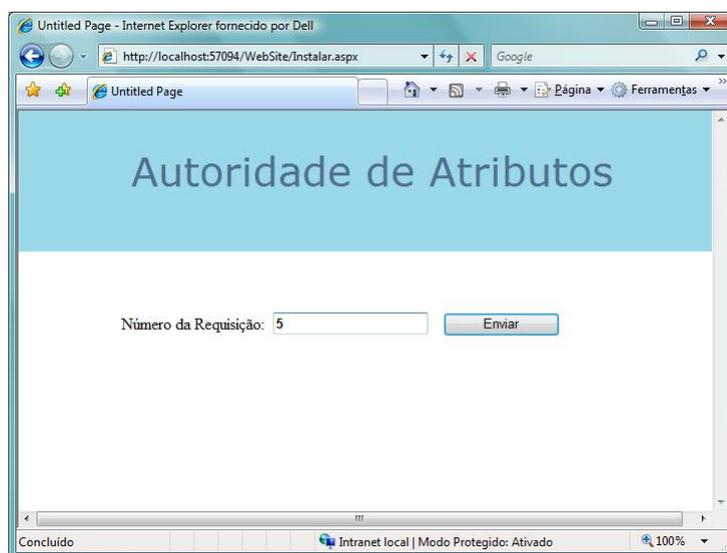 Untitled Page - Internet Explorer fornecido por Dell
http://localhost:57094/WebSite/Instalar.aspx
Google
Untitled Page
Página
Ferramentas
Autoridade de Atributos
Número da Requisição: 5 Enviar
Concluído
Intranet local | Modo Protegido: Ativado
100%